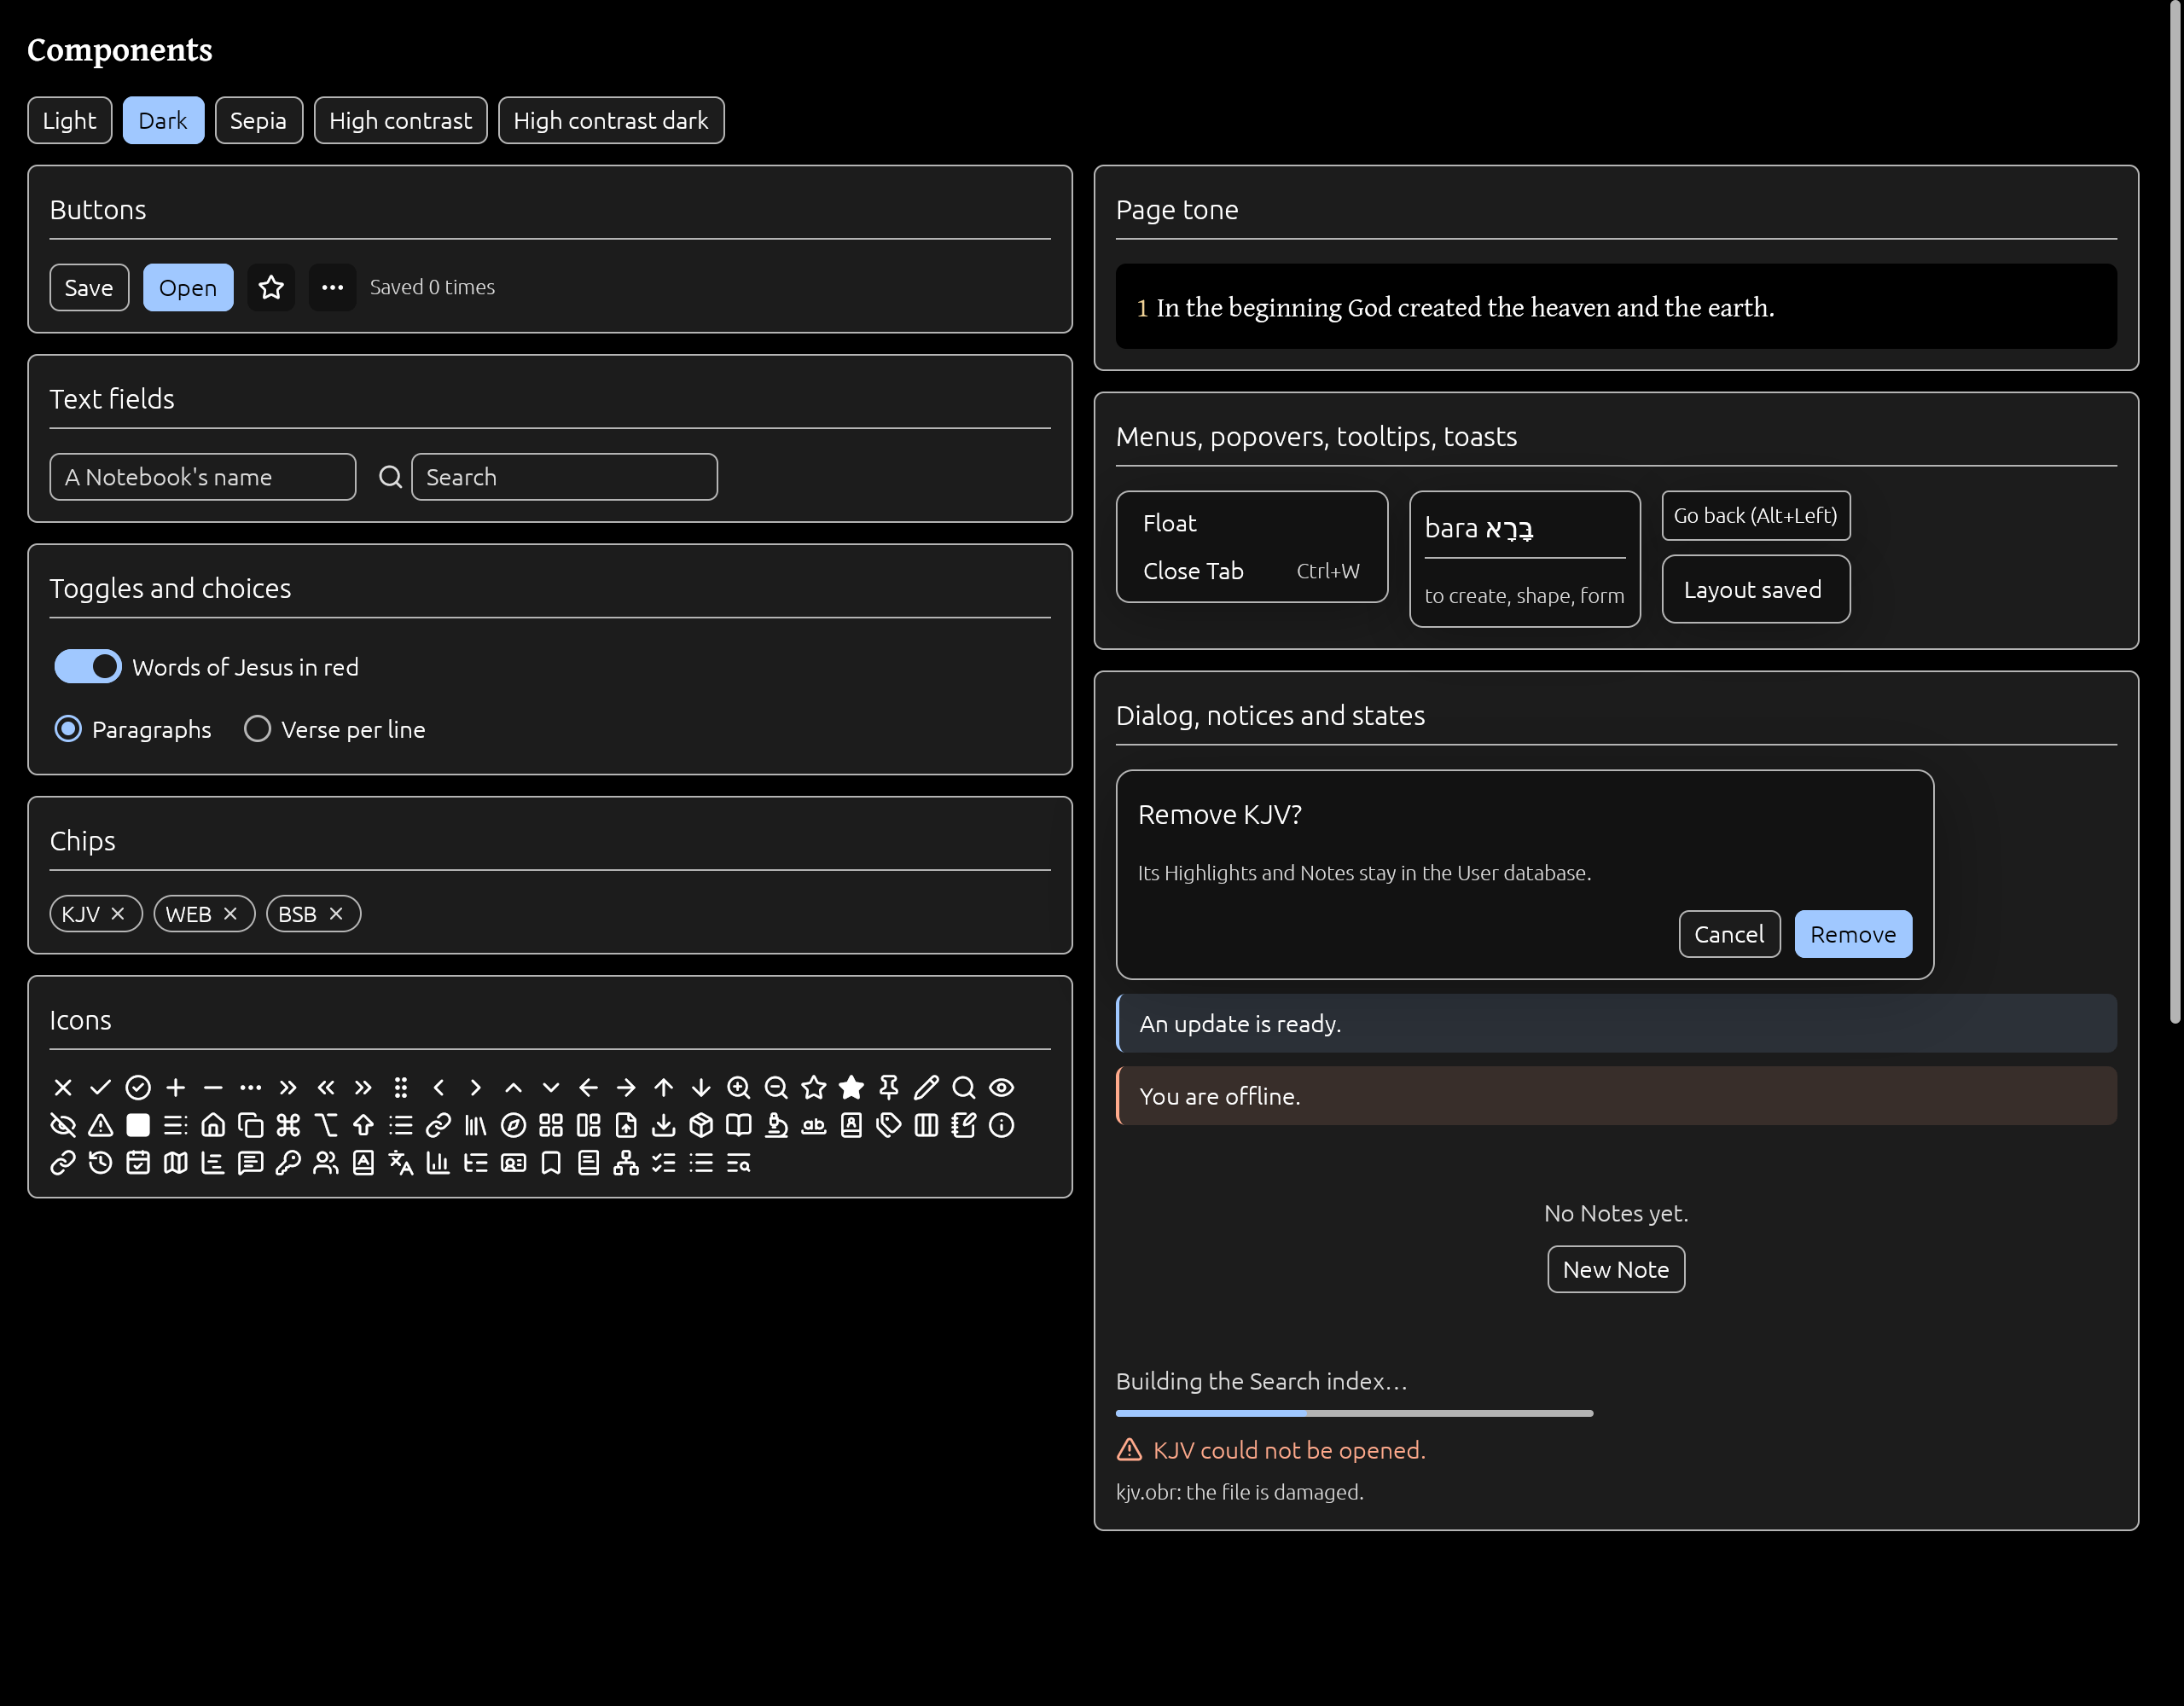 Components
Light Dark Sepia High contrast High contrast dark
Buttons
Save Open Saved 0 times
Text fields
A Notebook's name Search
Toggles and choices
Words of Jesus in red
Paragraphs Verse per line
Chips
KJV WEB BSB
Icons
Page tone
1 In the beginning God created the heaven and the earth.
Menus, popovers, tooltips, toasts
Float
Close Tab Ctrl+W
bara בָּרָא
to create, shape, form
Go back (Alt+Left)
Layout saved
Dialog, notices and states
Remove KJV?
Its Highlights and Notes stay in the User database.
Cancel Remove
An update is ready.
You are offline.
No Notes yet.
New Note
Building the Search index…
KJV could not be opened.
kjv.obr: the file is damaged.